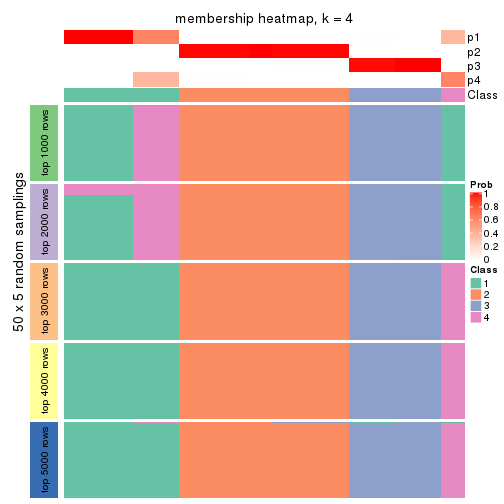 membership heatmap, k = 4
p1
p2
p3
p4
Class
50 x 5 random samplings
top 1000 rows
top 2000 rows
top 3000 rows
top 4000 rows
top 5000 rows
Prob
1
0.8
0.6
0.4
0.2
0
Class
1
2
3
4